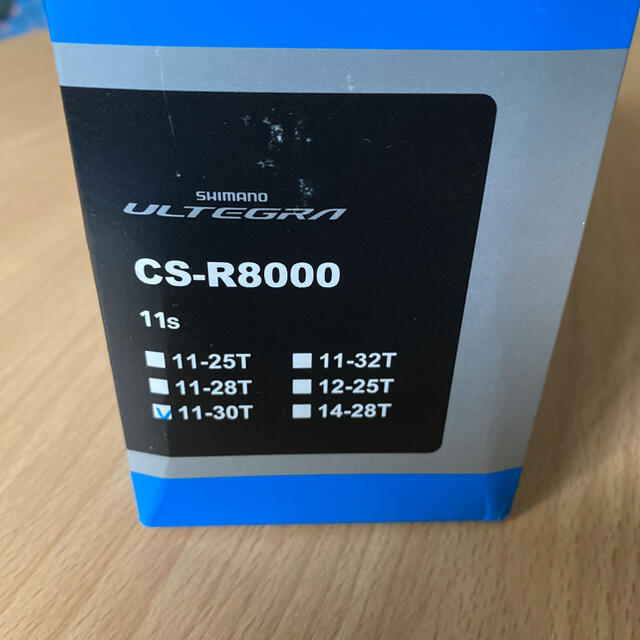 SHIMANO
ULTEGRA
CS-R8000
11s
11-25T 11-32T
11-28T 12-25T
11-30T 14-28T